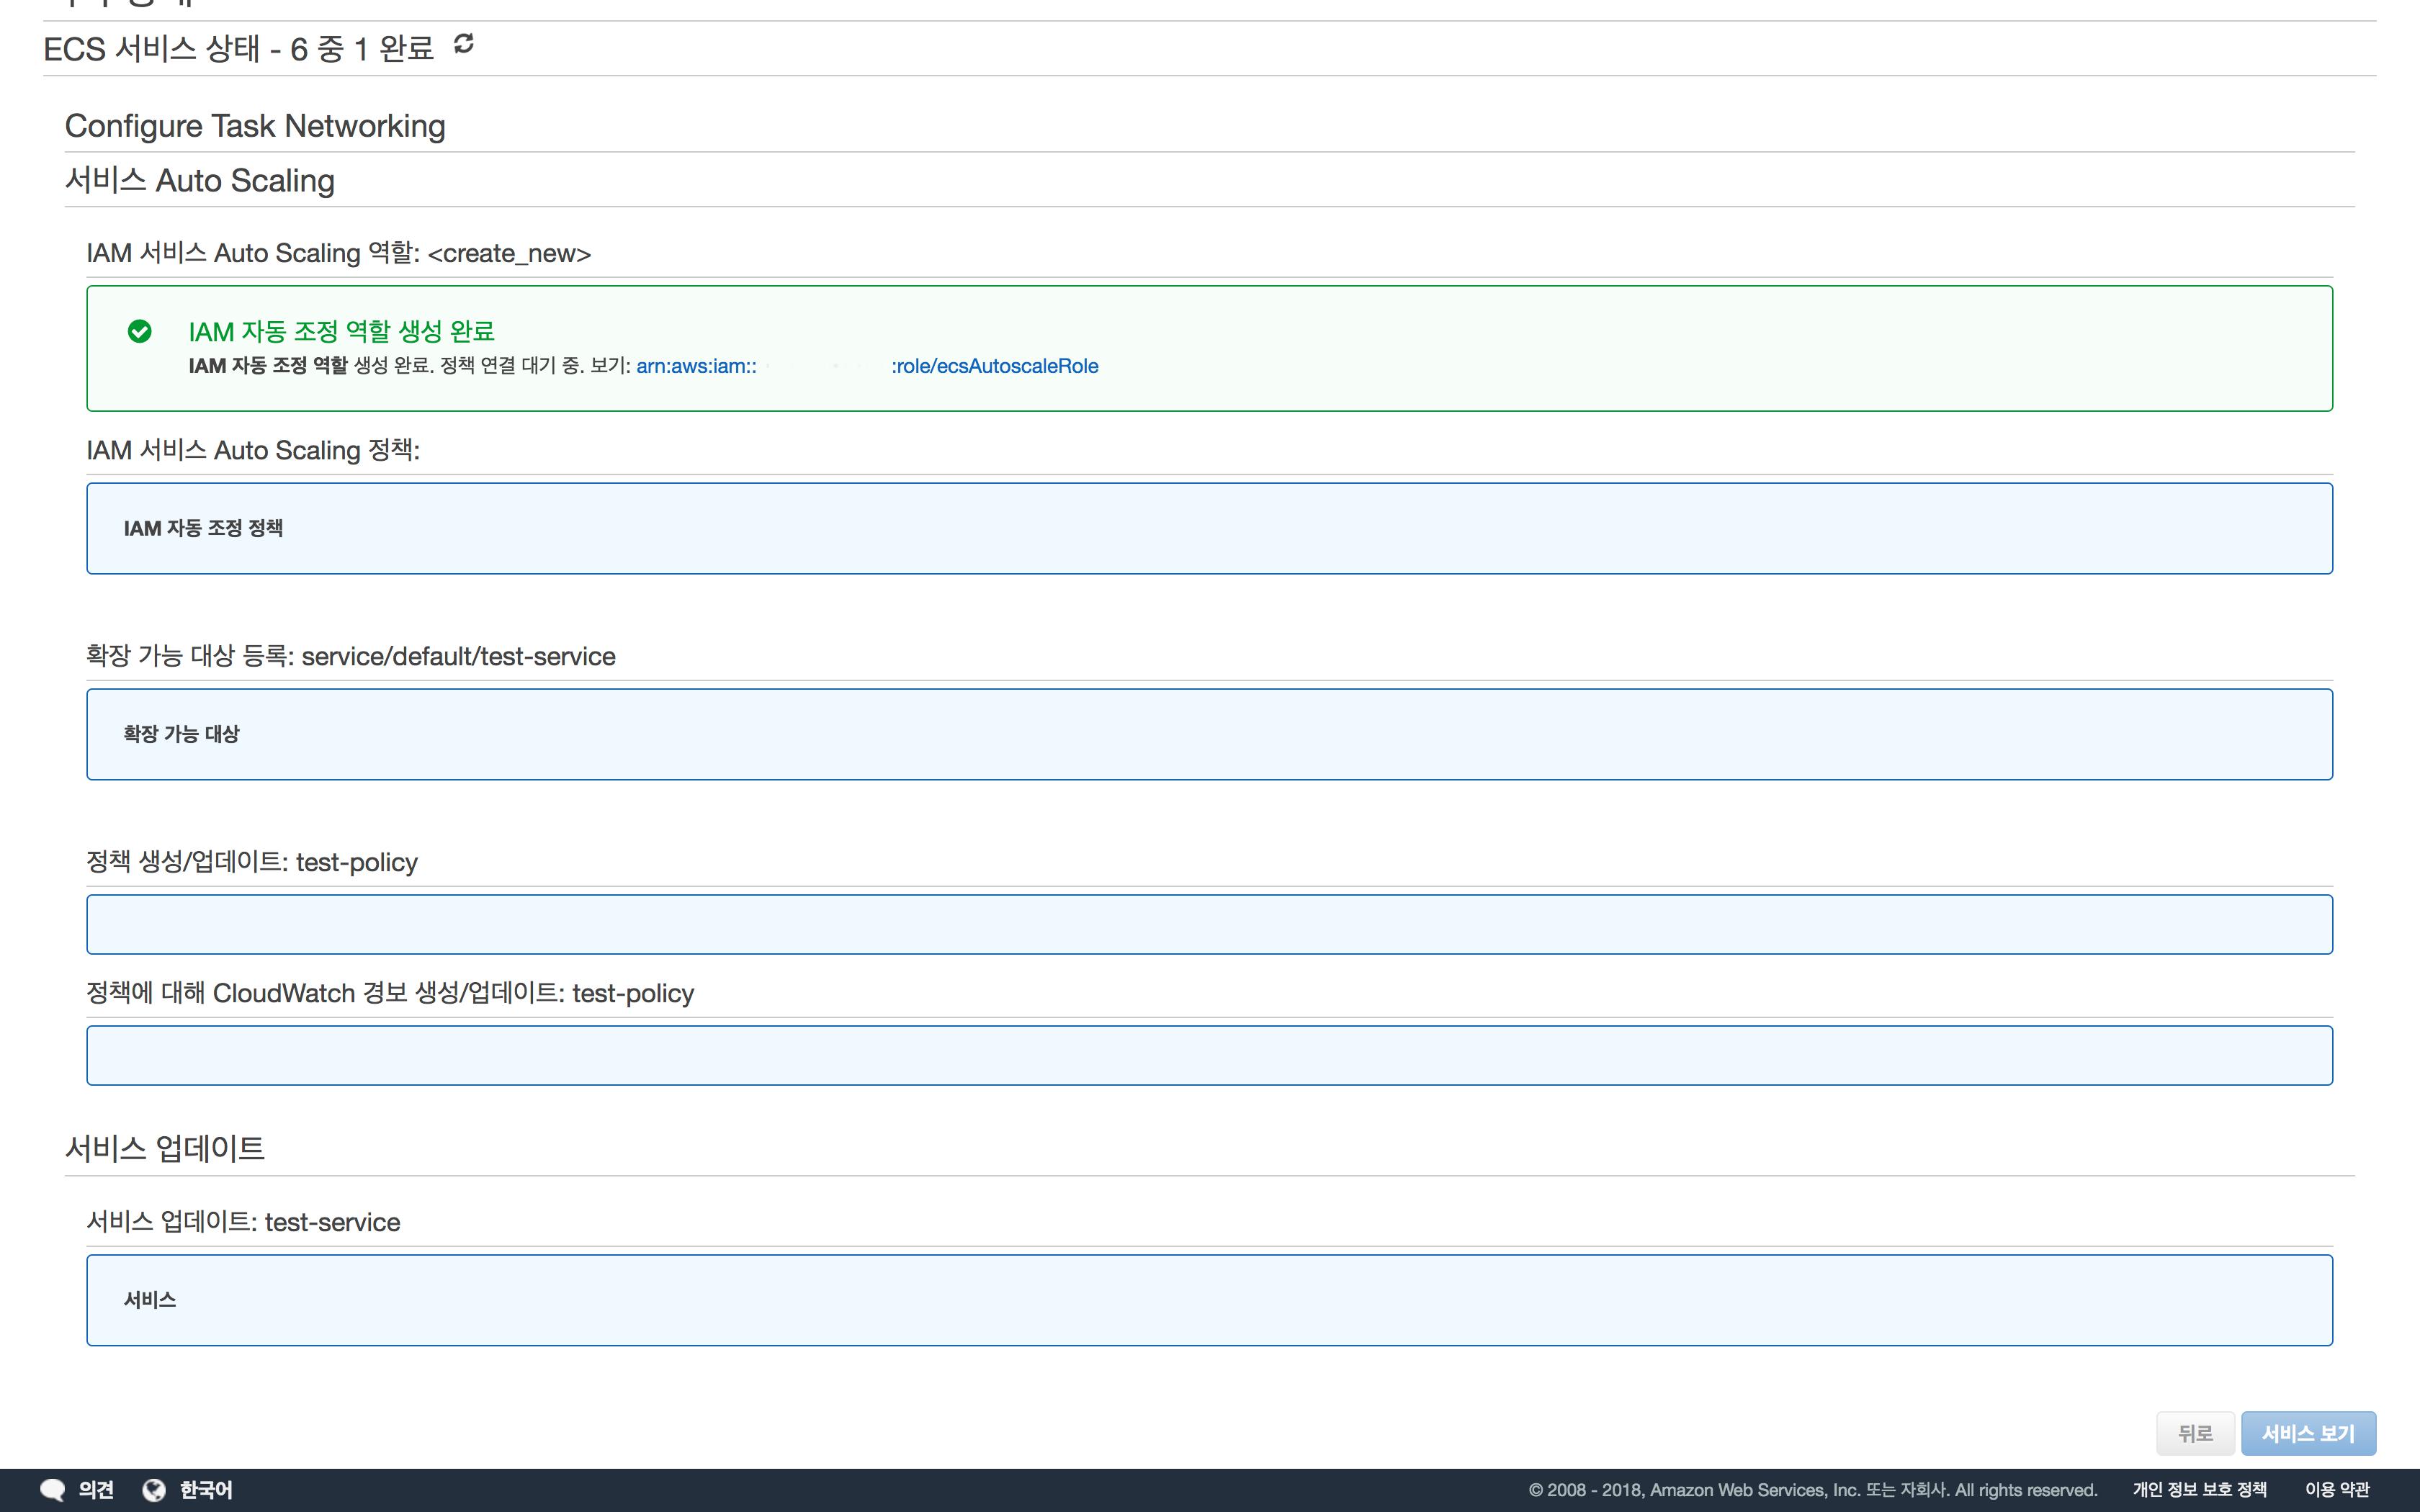 ECS 서비스 상태 - 6 중 1 완료
Configure Task Networking
서비스 Auto Scaling
IAM 서비스 Auto Scaling 역할: <create_new>
IAM 자동 조정 역할 생성 완료
IAM 자동 조정 역할 생성 완료. 정책 연결 대기 중. 보기: arn:aws:iam:: :role/ecsAutoscaleRole
IAM 서비스 Auto Scaling 정책:
IAM 자동 조정 정책
확장 가능 대상 등록: service/default/test-service
확장 가능 대상
정책 생성/업데이트: test-policy
정책에 대해 CloudWatch 경보 생성/업데이트: test-policy
서비스 업데이트
서비스 업데이트: test-service
서비스
뒤로 서비스 보기
의견 한국어 © 2008 - 2018, Amazon Web Services, Inc. 또는 자회사. All rights reserved. 개인 정보 보호 정책 이용 약관